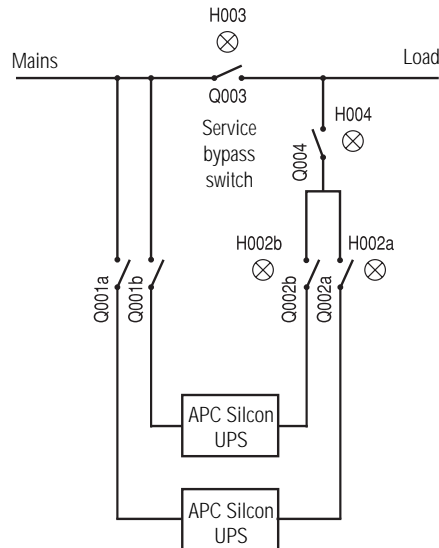 H003
Mains
Load
Q003
H004
Service
bypass
switch
Q004
H002b
H002a
Q001a
Q001b
Q002b
Q002a
APC Silcon
UPS
APC Silcon
UPS